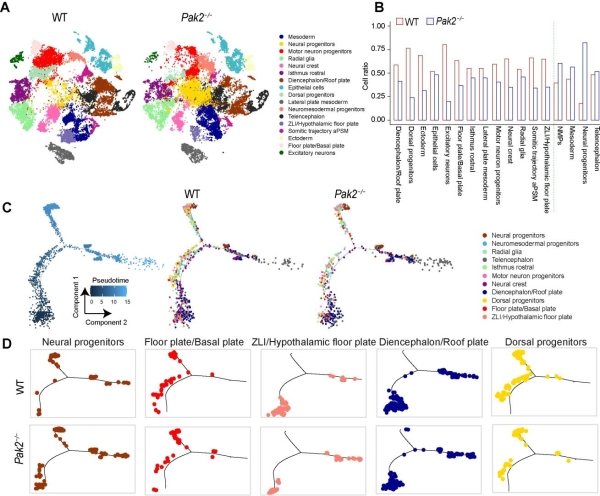 A
WT
Pak2⁻/⁻
Mesoderm
Neural progenitors
Motor neuron progenitors
Radial glia
Neural crest
Isthmus rostral
Diencephalon/Roof plate
Epithelial cells
Dorsal progenitors
Lateral plate mesoderm
Neuromesodermal progenitors
Telencephalon
ZLI/Hypothalamic floor plate
Somitic trajectory aPSM
Ectoderm
Floor plate/Basal plate
Excitatory neurons
B
WT
Pak2⁻/⁻
Cell ratio
1.00
0.75
0.50
0.25
0.00
Diencephalon/Roof plate
Dorsal progenitors
Ectoderm
Epithelial cells
Excitatory neurons
Floor plate/Basal plate
Isthmus rostral
Lateral plate mesoderm
Motor neuron progenitors
Neural crest
Radial glia
Somitic trajectory aPSM
ZLI/Hypothalamic floor plate
NMPs
Mesoderm
Neural progenitors
Telencephalon
C
WT
Pak2⁻/⁻
Pseudotime
0 5 10 15
Component 1
Component 2
Neural progenitors
Neuromesodermal progenitors
Radial glia
Telencephalon
Isthmus rostral
Motor neuron progenitors
Neural crest
Diencephalon/Roof plate
Dorsal progenitors
Floor plate/Basal plate
ZLI/Hypothalamic floor plate
D
Neural progenitors
Floor plate/Basal plate
ZLI/Hypothalamic floor plate
Diencephalon/Roof plate
Dorsal progenitors
WT
Pak2⁻/⁻